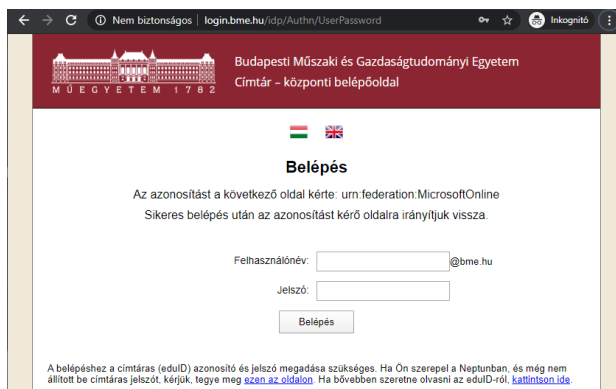 Nem biztonságos | login.bme.hu/idp/Authn/UserPassword Inkognitó
Budapesti Műszaki és Gazdaságtudományi Egyetem
Címtár – központi belépőoldal
MŰEGYETEM 1782
Belépés
Az azonosítást a következő oldal kérte: urn:federation:MicrosoftOnline
Sikeres belépés után az azonosítást kérő oldalra irányítjuk vissza.
Felhasználónév: @bme.hu
Jelszó:
Belépés
A belépéshez a címtáras (eduID) azonosító és jelszó megadása szükséges. Ha Ön szerepel a Neptunban, és még nem
állított be címtáras jelszót, kérjük, tegye meg ezen az oldalon. Ha bővebben szeretne olvasni az eduID-ról, kattintson ide.